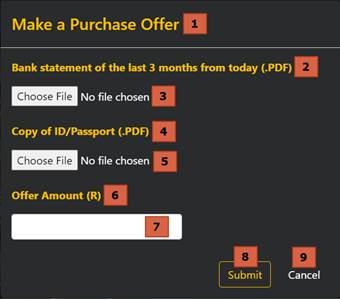 Make a Purchase Offer 1
Bank statement of the last 3 months from today (.PDF) 2
Choose File No file chosen 3
Copy of ID/Passport (.PDF) 4
Choose File No file chosen 5
Offer Amount (R) 6
7
8 9
Submit Cancel